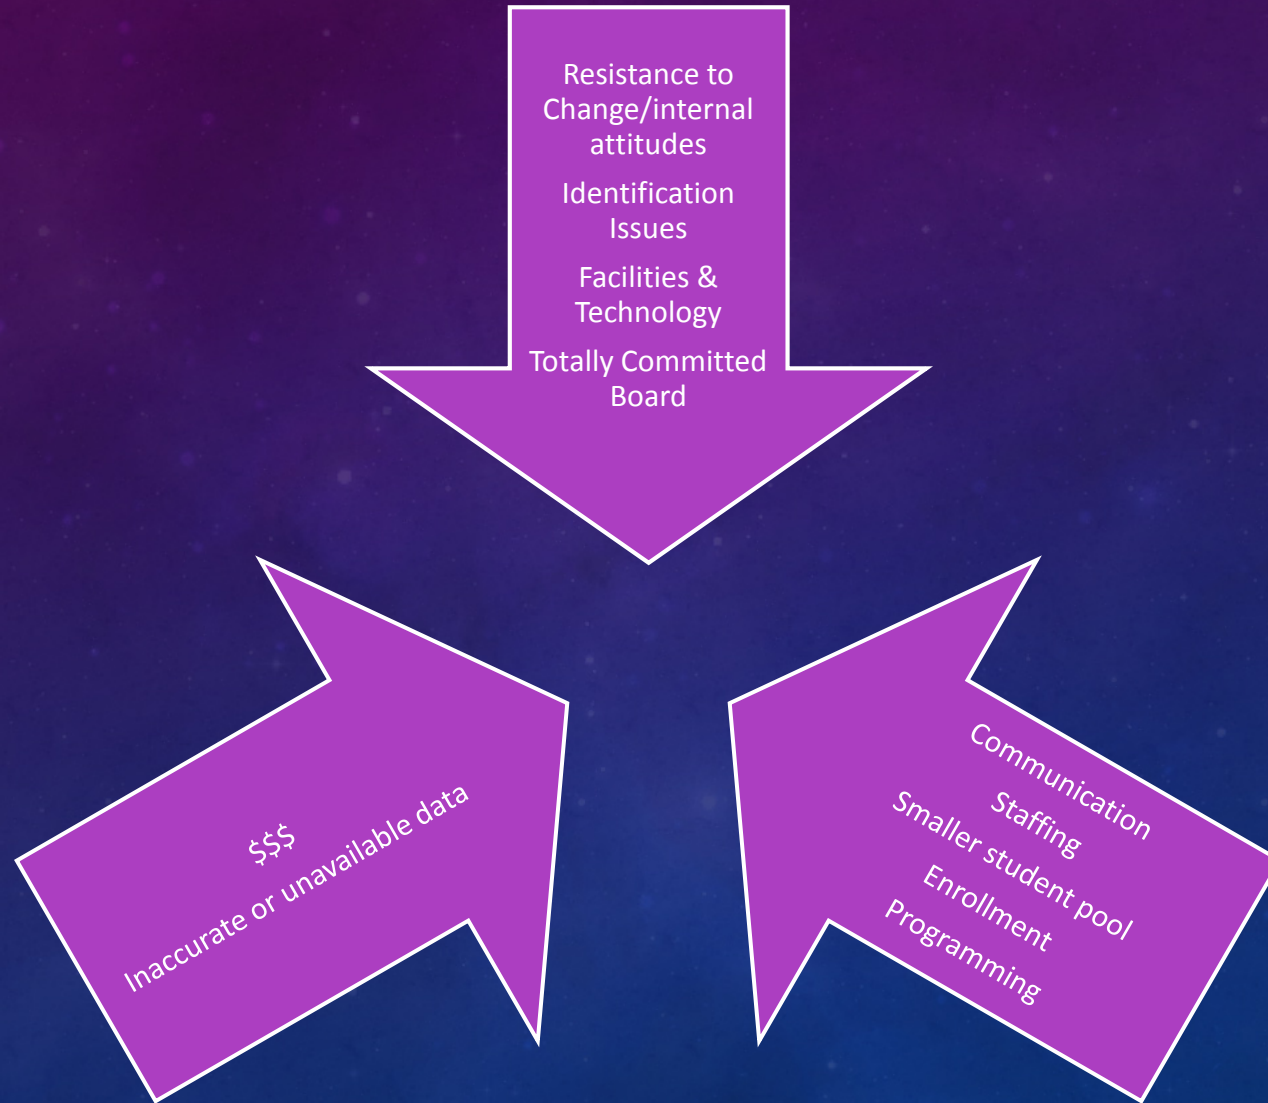 Resistance to
Change/internal
attitudes
Identification
Issues
Facilities &
Technology
Totally Committed
Board
$$$
Inaccurate or unavailable data
Communication
Staffing
Smaller student pool
Enrollment
Programming